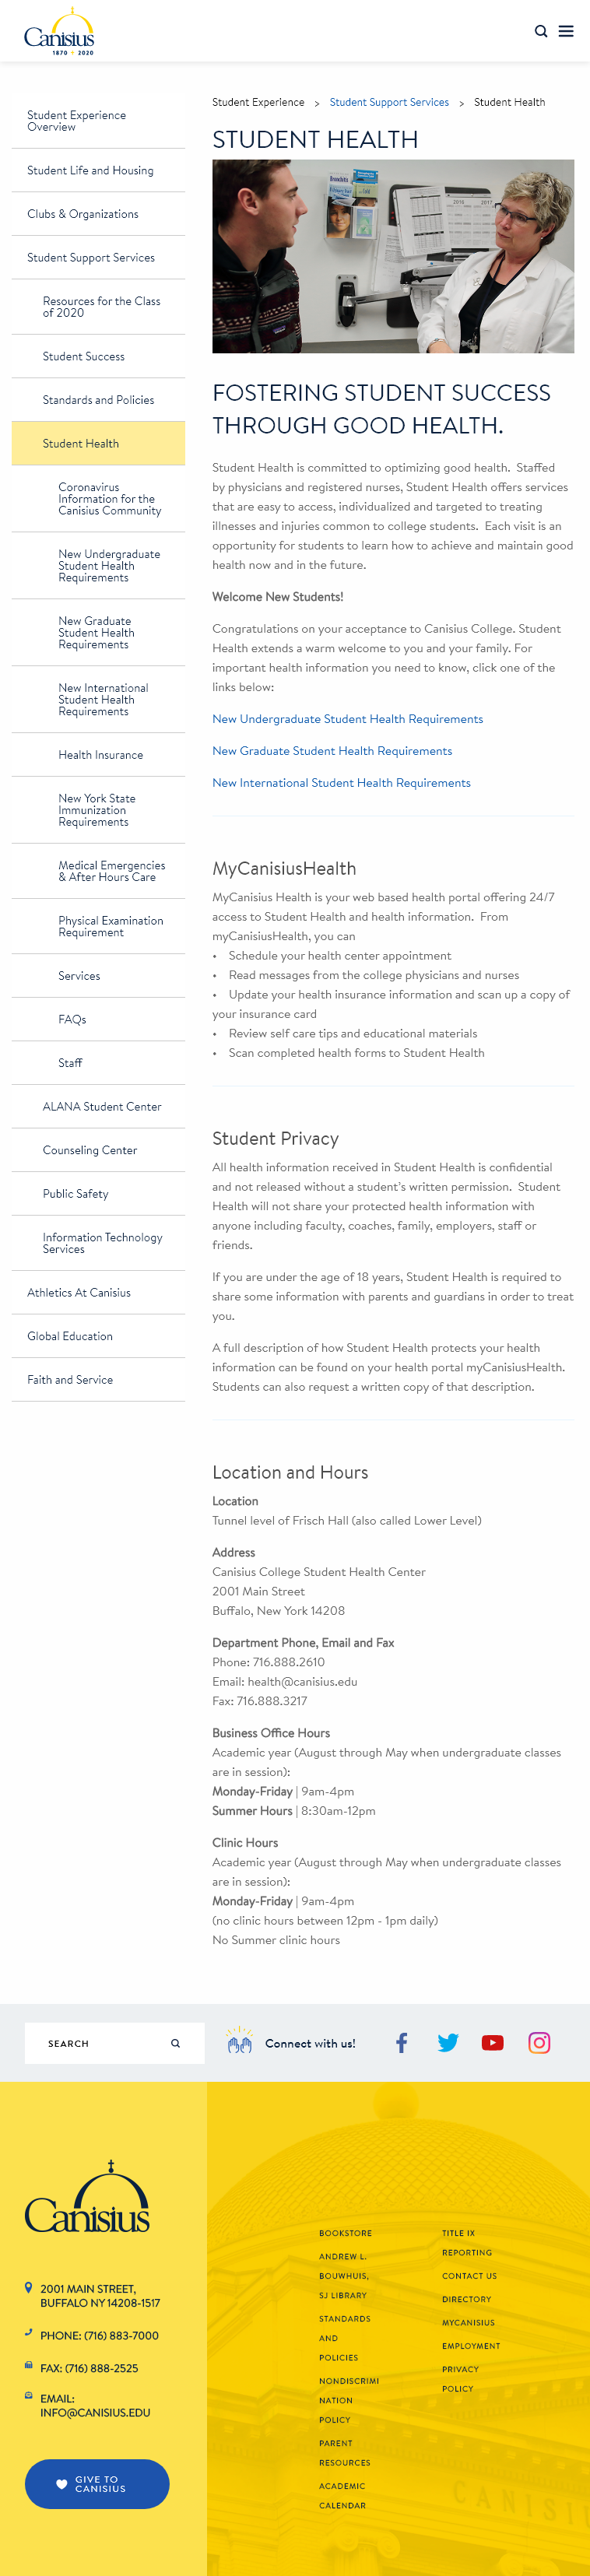 Canisius
1870 + 2020
Student Experience
Overview
Student Life and Housing
Clubs & Organizations
Student Support Services
Resources for the Class
of 2020
Student Success
Standards and Policies
Student Health
Coronavirus
Information for the
Canisius Community
New Undergraduate
Student Health
Requirements
New Graduate
Student Health
Requirements
New International
Student Health
Requirements
Health Insurance
New York State
Immunization
Requirements
Medical Emergencies
& After Hours Care
Physical Examination
Requirement
Services
FAQs
Staff
ALANA Student Center
Counseling Center
Public Safety
Information Technology
Services
Athletics At Canisius
Global Education
Faith and Service
Student Experience > Student Support Services > Student Health
STUDENT HEALTH
Bronchitis
FOSTERING STUDENT SUCCESS
THROUGH GOOD HEALTH.
Student Health is committed to optimizing good health.  Staffed
by physicians and registered nurses, Student Health offers services
that are easy to access, individualized and targeted to treating
illnesses and injuries common to college students.  Each visit is an
opportunity for students to learn how to achieve and maintain good
health now and in the future.
Welcome New Students!
Congratulations on your acceptance to Canisius College. Student
Health extends a warm welcome to you and your family. For
important health information you need to know, click one of the
links below:
New Undergraduate Student Health Requirements
New Graduate Student Health Requirements
New International Student Health Requirements
MyCanisiusHealth
MyCanisius Health is your web based health portal offering 24/7
access to Student Health and health information.  From
myCanisiusHealth, you can
• Schedule your health center appointment
• Read messages from the college physicians and nurses
• Update your health insurance information and scan up a copy of
your insurance card
• Review self care tips and educational materials
• Scan completed health forms to Student Health
Student Privacy
All health information received in Student Health is confidential
and not released without a student’s written permission.  Student
Health will not share your protected health information with
anyone including faculty, coaches, family, employers, staff or
friends.
If you are under the age of 18 years, Student Health is required to
share some information with parents and guardians in order to treat
you.
A full description of how Student Health protects your health
information can be found on your health portal myCanisiusHealth.
Students can also request a written copy of that description.
Location and Hours
Location
Tunnel level of Frisch Hall (also called Lower Level)
Address
Canisius College Student Health Center
2001 Main Street
Buffalo, New York 14208
Department Phone, Email and Fax
Phone: 716.888.2610
Email: health@canisius.edu
Fax: 716.888.3217
Business Office Hours
Academic year (August through May when undergraduate classes
are in session):
Monday-Friday | 9am-4pm
Summer Hours | 8:30am-12pm
Clinic Hours
Academic year (August through May when undergraduate classes
are in session):
Monday-Friday | 9am-4pm
(no clinic hours between 12pm - 1pm daily)
No Summer clinic hours
SEARCH
Connect with us!
Canisius
2001 MAIN STREET,
BUFFALO NY 14208-1517
PHONE: (716) 883-7000
FAX: (716) 888-2525
EMAIL:
INFO@CANISIUS.EDU
GIVE TO
CANISIUS
BOOKSTORE
ANDREW L.
BOUWHUIS,
SJ LIBRARY
STANDARDS
AND
POLICIES
NONDISCRIMI
NATION
POLICY
PARENT
RESOURCES
ACADEMIC
CALENDAR
TITLE IX
REPORTING
CONTACT US
DIRECTORY
MYCANISIUS
EMPLOYMENT
PRIVACY
POLICY
CANISIUS